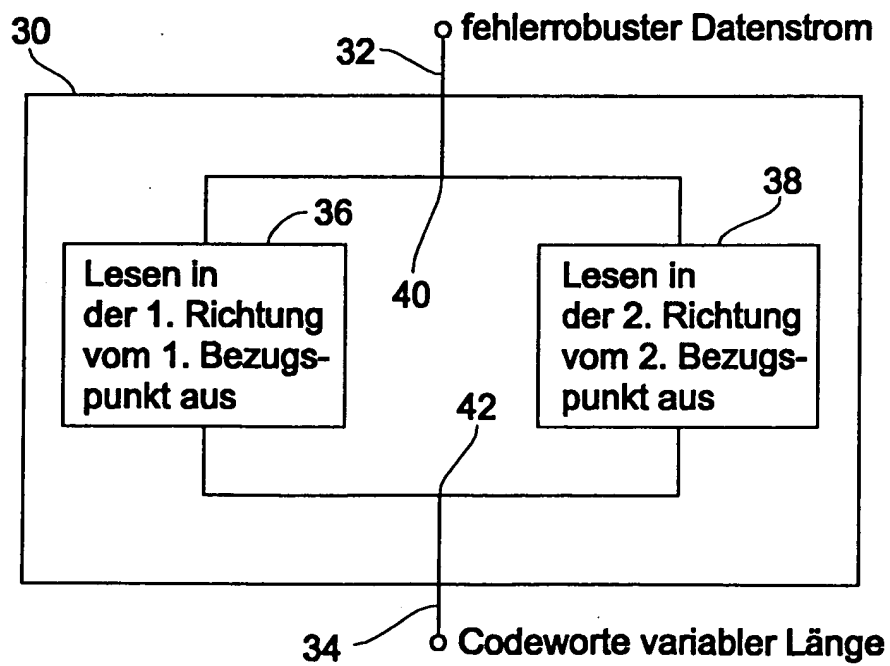 30
32
fehlerrobuster Datenstrom
36
38
Lesen in
der 1. Richtung
vom 1. Bezugs-
punkt aus
40
Lesen in
der 2. Richtung
vom 2. Bezugs-
punkt aus
42
34
Codeworte variabler Länge